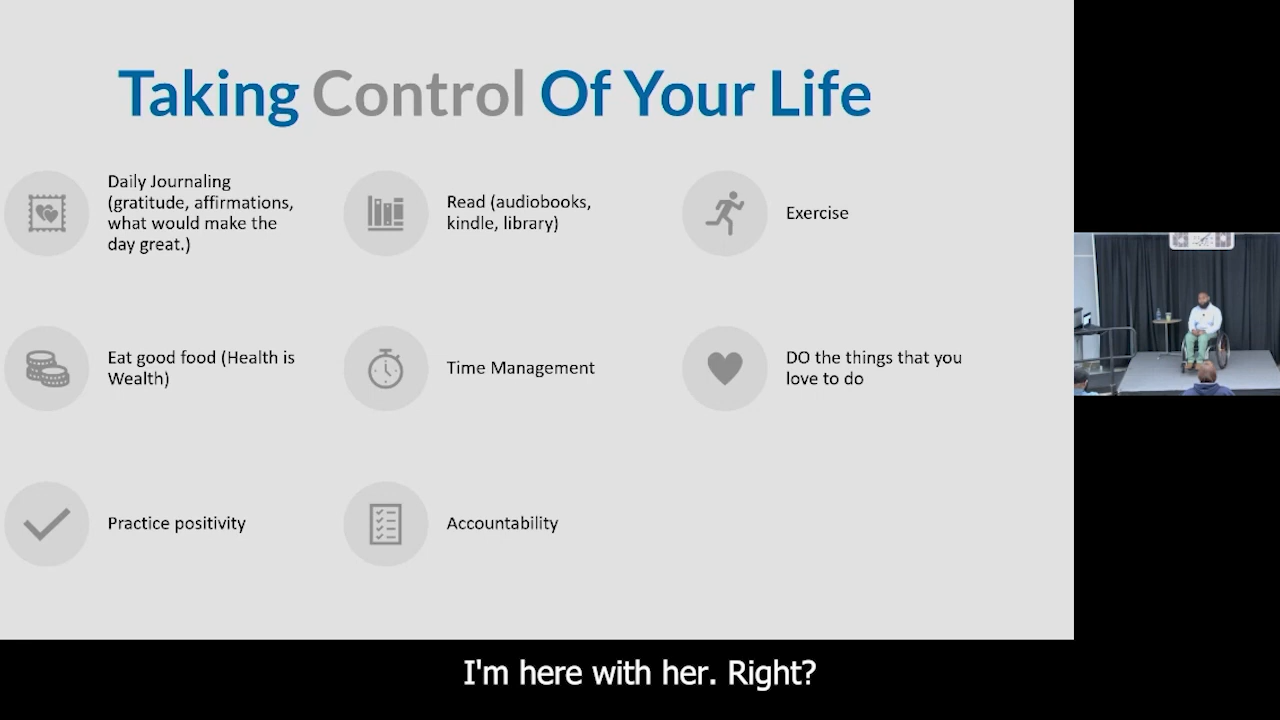 Taking Control Of Your Life
Daily Journaling
(gratitude, affirmations,
what would make the
day great.)
Read (audiobooks,
kindle, library)
Exercise
Eat good food (Health is
Wealth)
Time Management
DO the things that you
love to do
Practice positivity
Accountability
I'm here with her. Right?